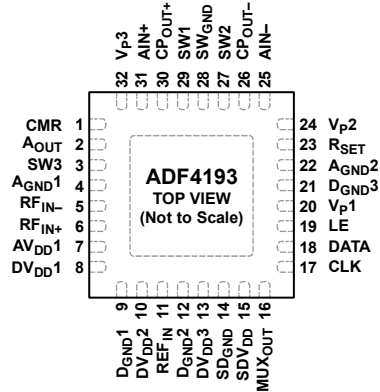 32 VP3
31 AIN+
30 CPOUT+
29 SW1
28 SWGND
27 SW2
26 CPOUT–
25 AIN–
CMR 1
AOUT 2
SW3 3
AGND1 4
RFIN– 5
RFIN+ 6
AVDD1 7
DVDD1 8
ADF4193
TOP VIEW
(Not to Scale)
24 VP2
23 RSET
22 AGND2
21 DGND3
20 VP1
19 LE
18 DATA
17 CLK
DGND1 9
DVDD2 10
REFIN 11
DGND2 12
DVDD3 13
SDGND 14
SDVDD 15
MUXOUT 16